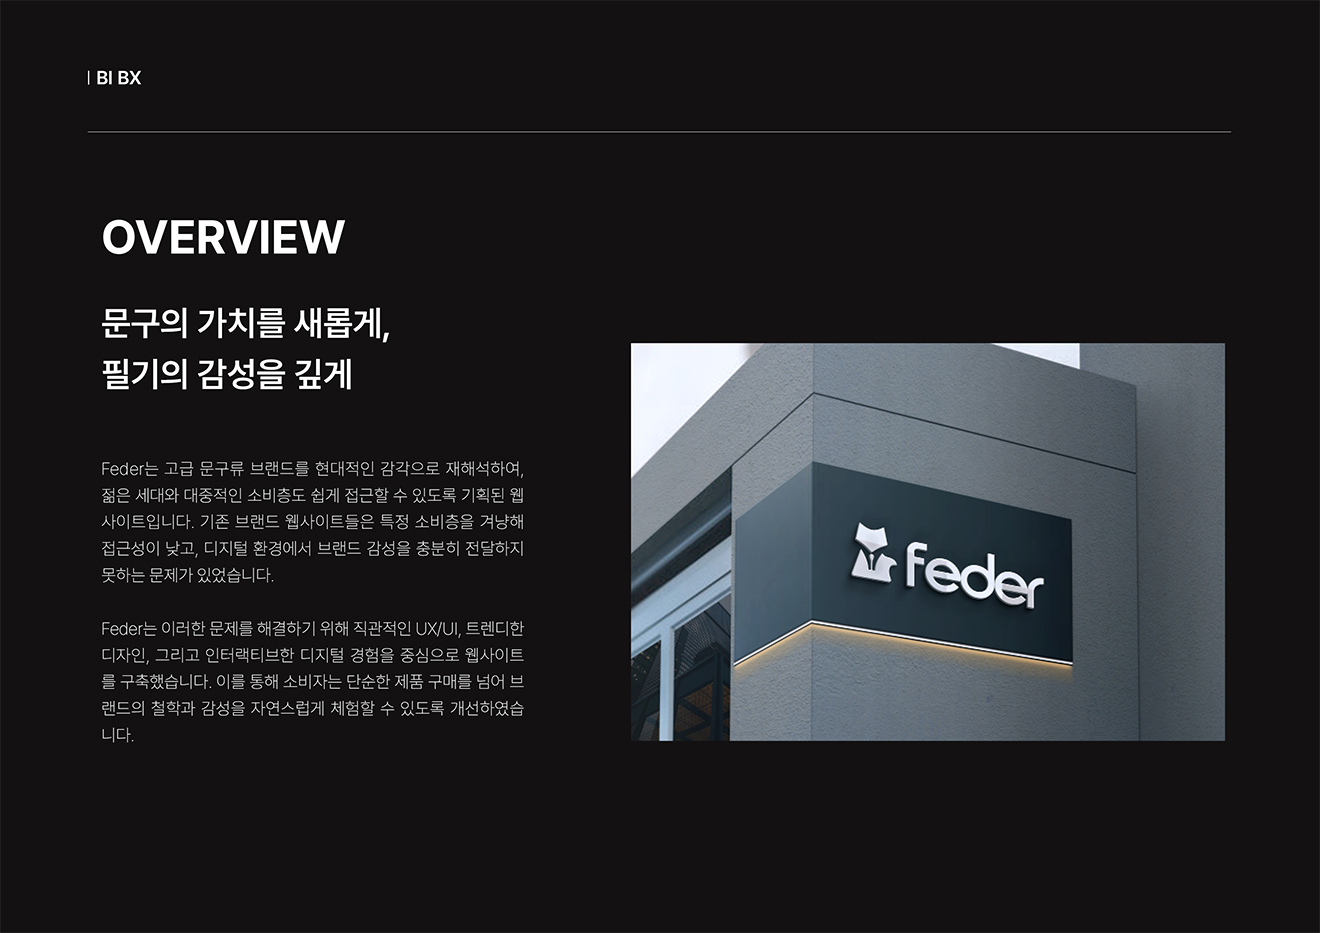 | BI BX
OVERVIEW
문구의 가치를 새롭게,
필기의 감성을 깊게
Feder는 고급 문구류 브랜드를 현대적인 감각으로 재해석하여,
젊은 세대와 대중적인 소비층도 쉽게 접근할 수 있도록 기획된 웹
사이트입니다. 기존 브랜드 웹사이트들은 특정 소비층을 겨냥해
접근성이 낮고, 디지털 환경에서 브랜드 감성을 충분히 전달하지
못하는 문제가 있었습니다.
Feder는 이러한 문제를 해결하기 위해 직관적인 UX/UI, 트렌디한
디자인, 그리고 인터랙티브한 디지털 경험을 중심으로 웹사이트
를 구축했습니다. 이를 통해 소비자는 단순한 제품 구매를 넘어 브
랜드의 철학과 감성을 자연스럽게 체험할 수 있도록 개선하였습
니다.
feder